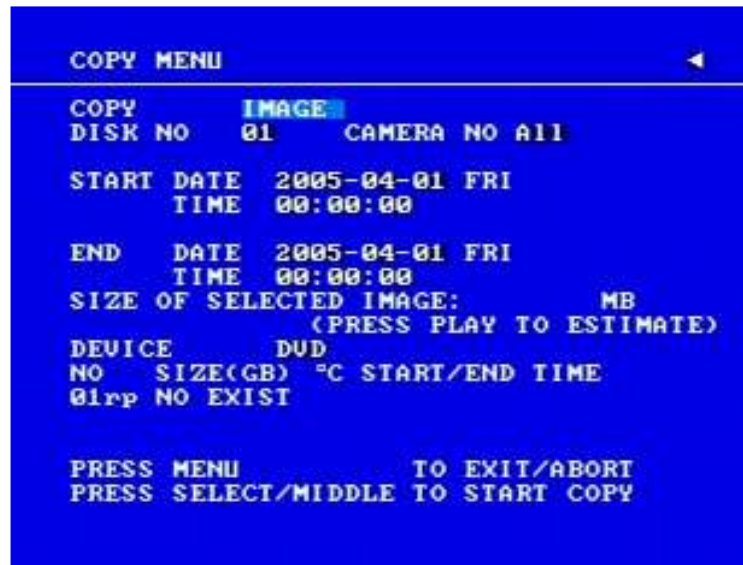 COPY MENU ◄
COPY IMAGE
DISK NO 01 CAMERA NO All
START DATE 2005-04-01 FRI
TIME 00:00:00
END DATE 2005-04-01 FRI
TIME 00:00:00
SIZE OF SELECTED IMAGE: MB
(PRESS PLAY TO ESTIMATE)
DEVICE DVD
NO SIZE(GB) °C START/END TIME
01rp NO EXIST
PRESS MENU TO EXIT/ABORT
PRESS SELECT/MIDDLE TO START COPY